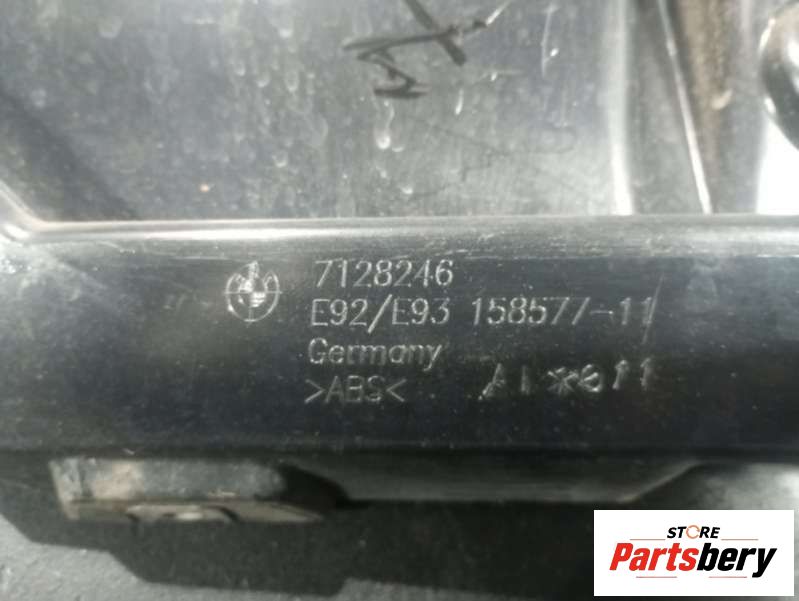 7128246
E92/E93 158577-11
Germany
>ABS<
STORE
Partsbery